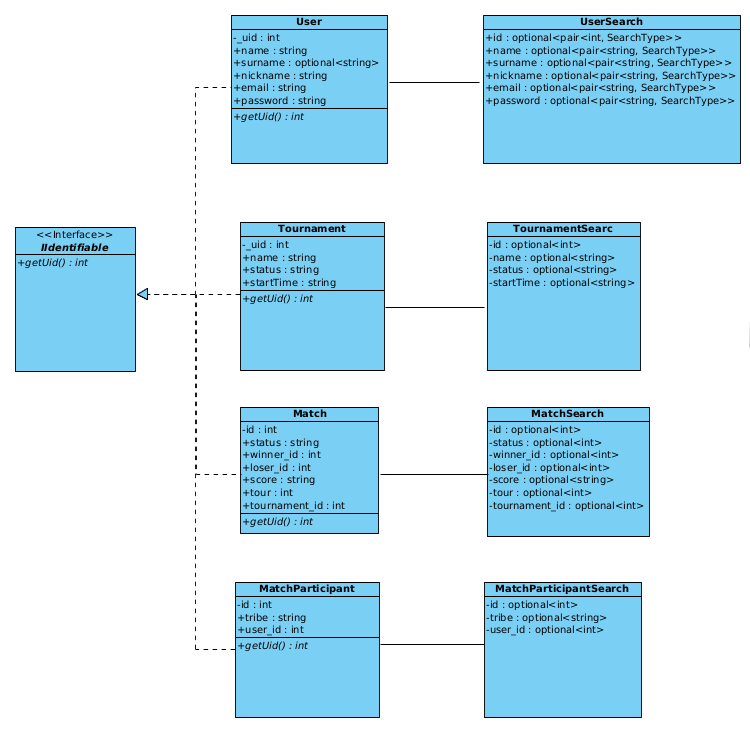 User
-_uid : int
+name : string
+surname : optional<string>
+nickname : string
+email : string
+password : string
+getUid() : int
UserSearch
+id : optional<pair<int, SearchType>>
+name : optional<pair<string, SearchType>>
+surname : optional<pair<string, SearchType>>
+nickname : optional<pair<string, SearchType>>
+email : optional<pair<string, SearchType>>
+password : optional<pair<string, SearchType>>
<<Interface>>
IIdentifiable
+getUid() : int
Tournament
-_uid : int
+name : string
+status : string
+startTime : string
+getUid() : int
TournamentSearc
-id : optional<int>
-name : optional<string>
-status : optional<string>
-startTime : optional<string>
Match
-id : int
+status : string
+winner_id : int
+loser_id : int
+score : string
+tour : int
+tournament_id : int
+getUid() : int
MatchSearch
-id : optional<int>
-status : optional<int>
-winner_id : optional<int>
-loser_id : optional<int>
-score : optional<string>
-tour : optional<int>
-tournament_id : optional<int>
MatchParticipant
-id : int
+tribe : string
+user_id : int
+getUid() : int
MatchParticipantSearch
-id : optional<int>
-tribe : optional<string>
-user_id : optional<int>